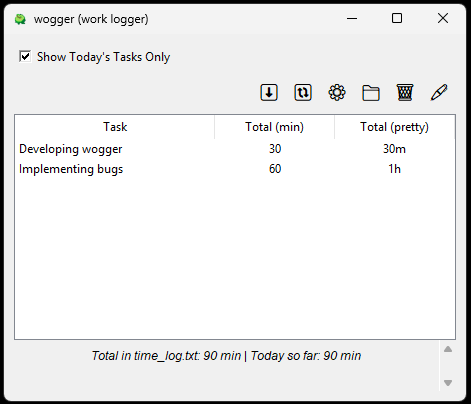 wogger (work logger)
Show Today's Tasks Only
Task Total (min) Total (pretty)
Developing wogger 30 30m
Implementing bugs 60 1h
Total in time_log.txt: 90 min | Today so far: 90 min